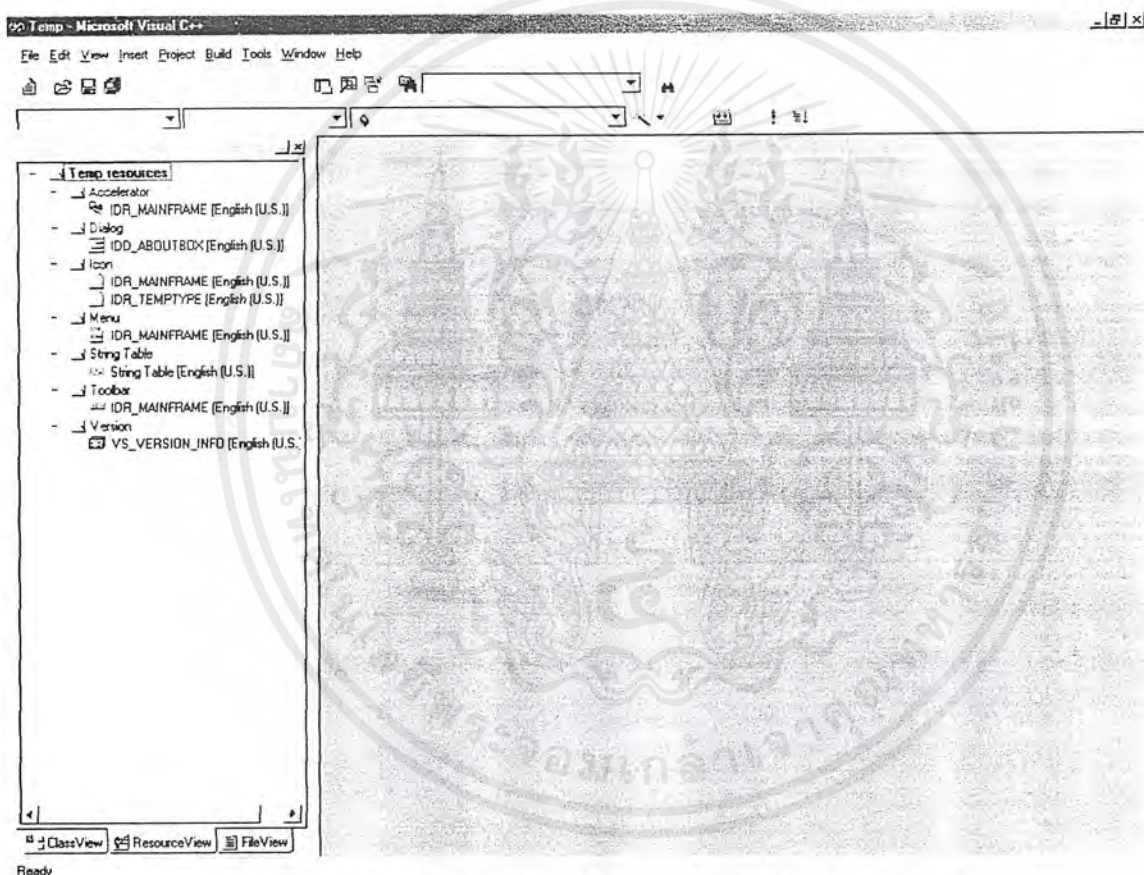 Temp - Microsoft Visual C++
File Edit View Insert Project Build Tools Window Help
Temp resources
Accelerator
IDR_MAINFRAME [English (U.S.)]
Dialog
IDD_ABOUTBOX [English (U.S.)]
Icon
IDR_MAINFRAME [English (U.S.)]
IDR_TEMPTYPE [English (U.S.)]
Menu
IDR_MAINFRAME [English (U.S.)]
String Table
String Table [English (U.S.)]
Toolbar
IDR_MAINFRAME [English (U.S.)]
Version
VS_VERSION_INFO [English (U.S.
ClassView ResourceView FileView
Ready